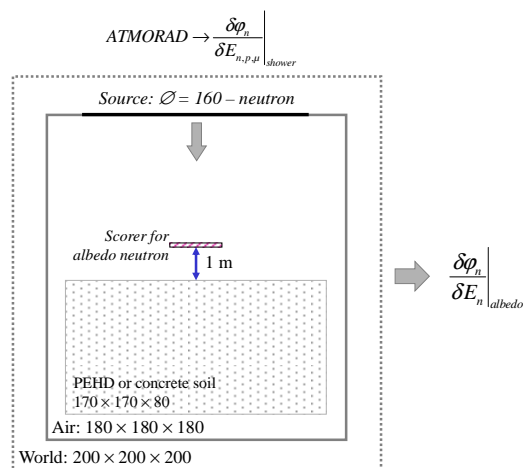 ATMORAD → δφn / δE n,p,μ | shower
Source: ∅ = 160 – neutron
Scorer for
albedo neutron
1 m
δφn / δEn | albedo
PEHD or concrete soil
170 × 170 × 80
Air: 180 × 180 × 180
World: 200 × 200 × 200